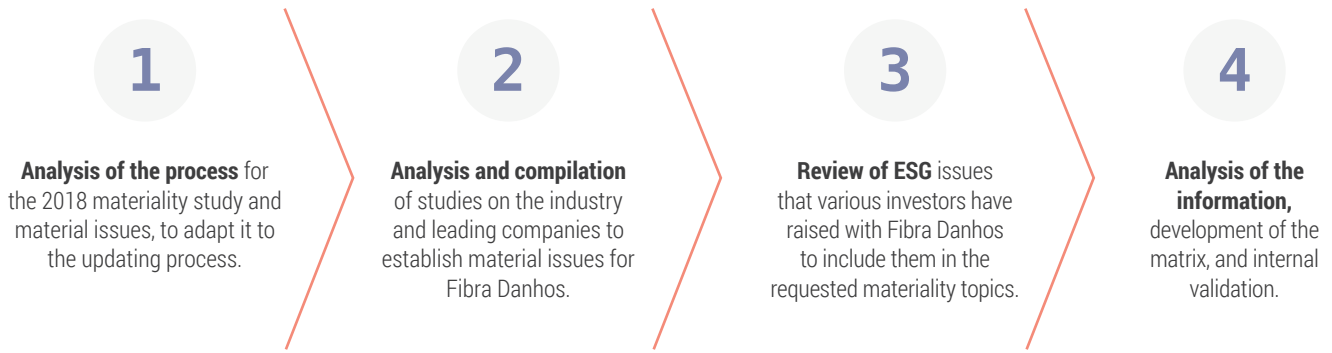 1
Analysis of the process for
the 2018 materiality study and
material issues, to adapt it to
the updating process.
2
Analysis and compilation
of studies on the industry
and leading companies to
establish material issues for
Fibra Danhos.
3
Review of ESG issues
that various investors have
raised with Fibra Danhos
to include them in the
requested materiality topics.
4
Analysis of the
information,
development of the
matrix, and internal
validation.